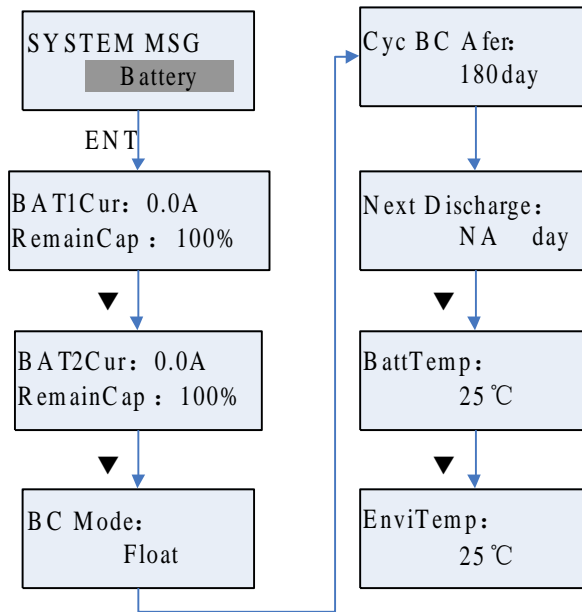 SYSTEM MSG
Battery
ENT
BAT1Cur: 0.0A
RemainCap: 100%
▼
BAT2Cur: 0.0A
RemainCap: 100%
▼
BC Mode:
Float
Cyc BC Afer:
180day
Next Discharge:
NA day
▼
BattTemp:
25℃
▼
EnviTemp:
25℃